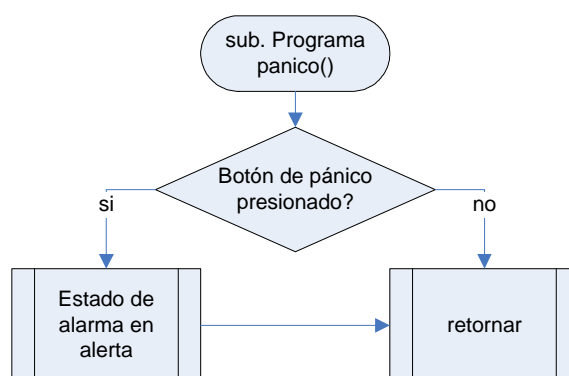 sub. Programa
panico()
Botón de pánico
presionado?
si
no
Estado de
alarma en
alerta
retornar